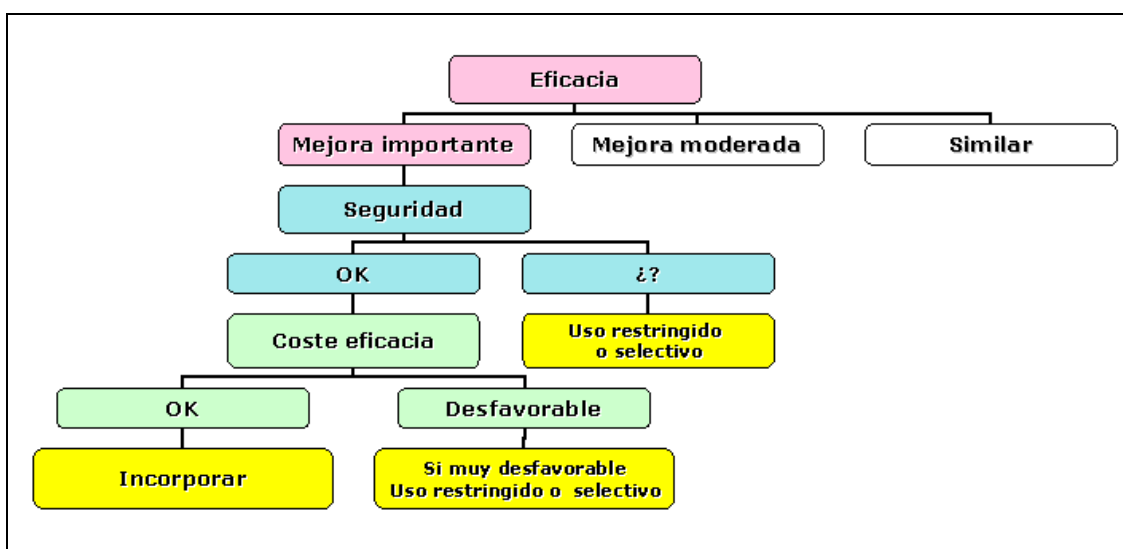 Eficacia
Mejora importante
Mejora moderada
Similar
Seguridad
OK
¿?
Coste eficacia
Uso restringido
o selectivo
OK
Desfavorable
Incorporar
Si muy desfavorable
Uso restringido o selectivo